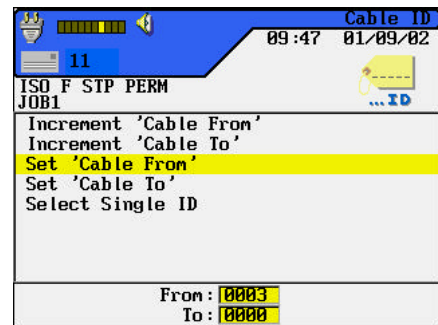 Cable ID
09:47 01/09/02
11
ISO F STP PERM
JOB1
...ID
Increment 'Cable From'
Increment 'Cable To'
Set 'Cable From'
Set 'Cable To'
Select Single ID
From: 0003
To: 0000